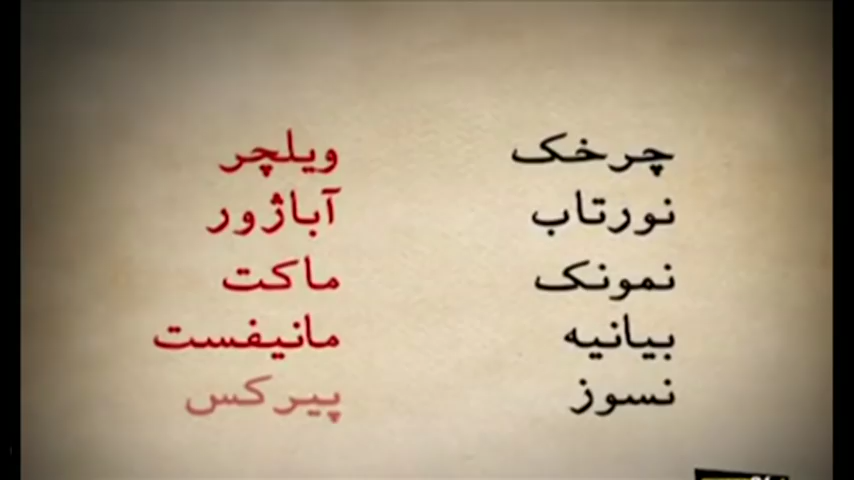 چرخک ویلچر
نورتاب آباژور
نمونک ماکت
بیانیه مانیفست
نسوز پیرکس